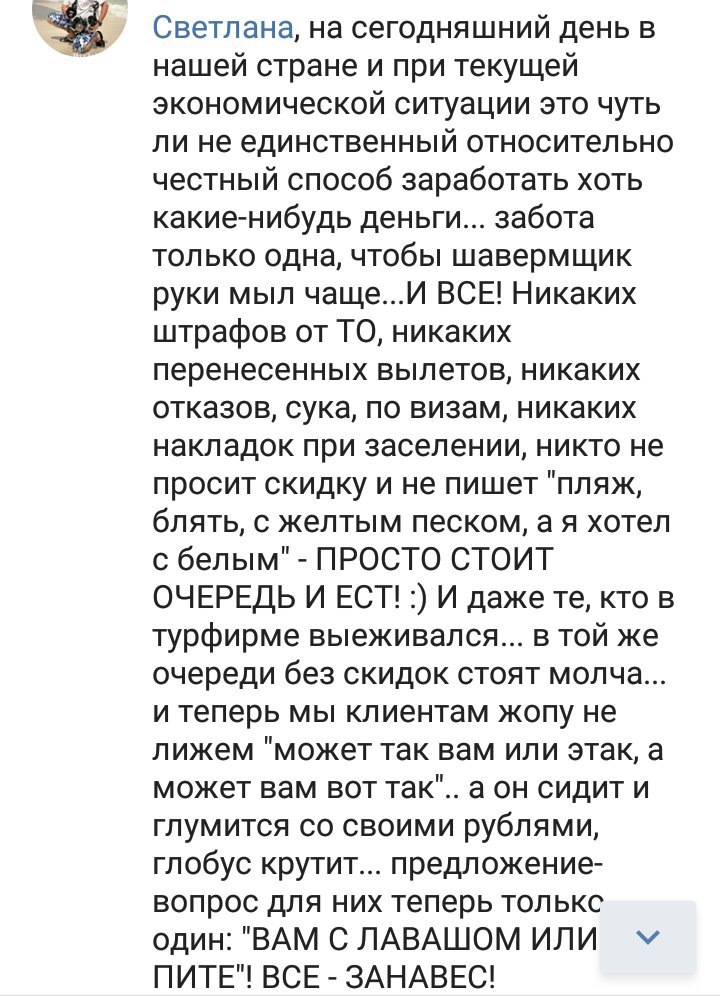 Светлана, на сегодняшний день в
нашей стране и при текущей
экономической ситуации это чуть
ли не единственный относительно
честный способ заработать хоть
какие-нибудь деньги... забота
только одна, чтобы шавермщик
руки мыл чаще...И ВСЕ! Никаких
штрафов от ТО, никаких
перенесенных вылетов, никаких
отказов, сука, по визам, никаких
накладок при заселении, никто не
просит скидку и не пишет "пляж,
блять, с желтым песком, а я хотел
с белым" - ПРОСТО СТОИТ
ОЧЕРЕДЬ И ЕСТ! :) И даже те, кто в
турфирме выеживался... в той же
очереди без скидок стоят молча...
и теперь мы клиентам жопу не
лижем "может так вам или этак, а
может вам вот так".. а он сидит и
глумится со своими рублями,
глобус крутит... предложение-
вопрос для них теперь только
один: "ВАМ С ЛАВАШОМ ИЛИ
ПИТЕ"! ВСЕ - ЗАНАВЕС!